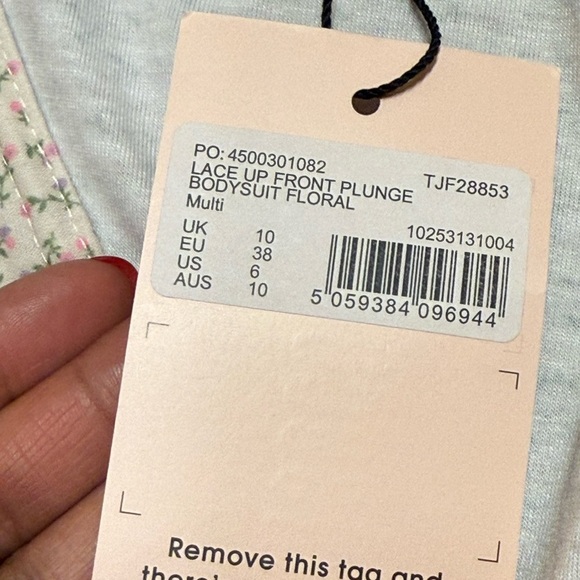 PO: 4500301082
TJF28853
LACE UP FRONT PLUNGE
BODYSUIT FLORAL
Multi
10253131004
UK 10
EU 38
US 6
AUS 10
5 059384 096944
Remove this tag and
there's